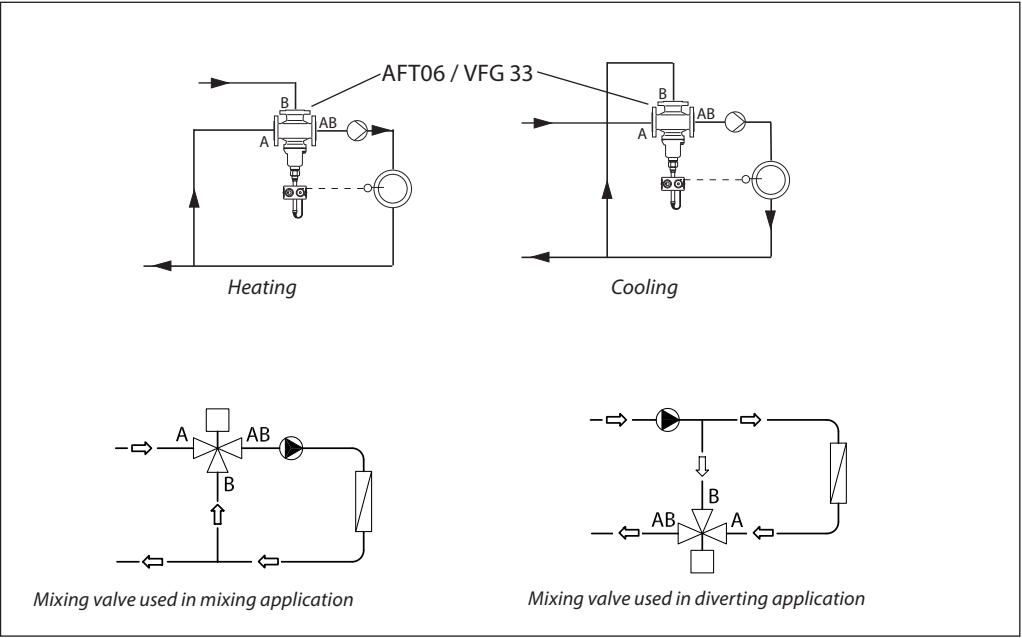 AFT06 / VFG 33
B
A
AB
B
A
AB
Heating
Cooling
A
AB
B
B
AB
A
Mixing valve used in mixing application
Mixing valve used in diverting application